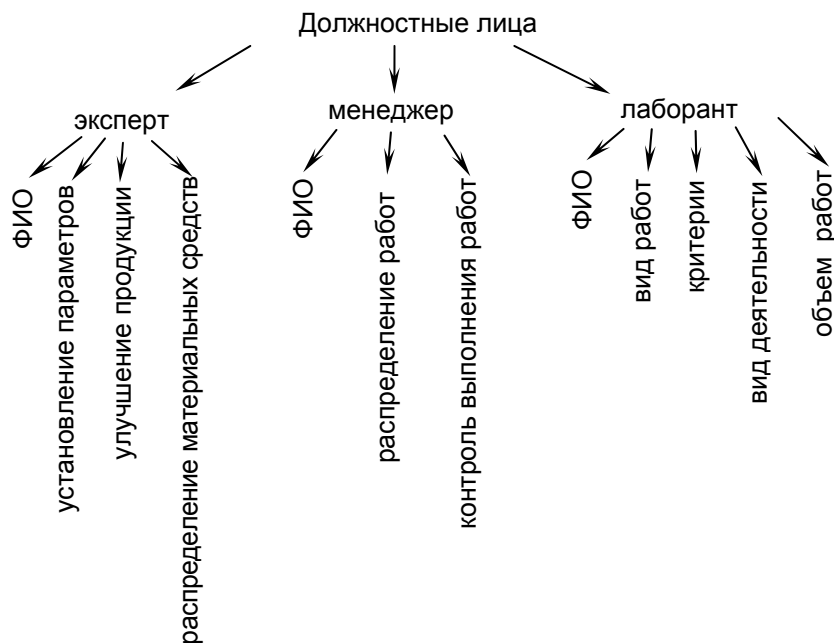 Должностные лица
эксперт
менеджер
лаборант
ФИО
установление параметров
улучшение продукции
распределение материальных средств
ФИО
распределение работ
контроль выполнения работ
ФИО
вид работ
критерии
вид деятельности
объем работ